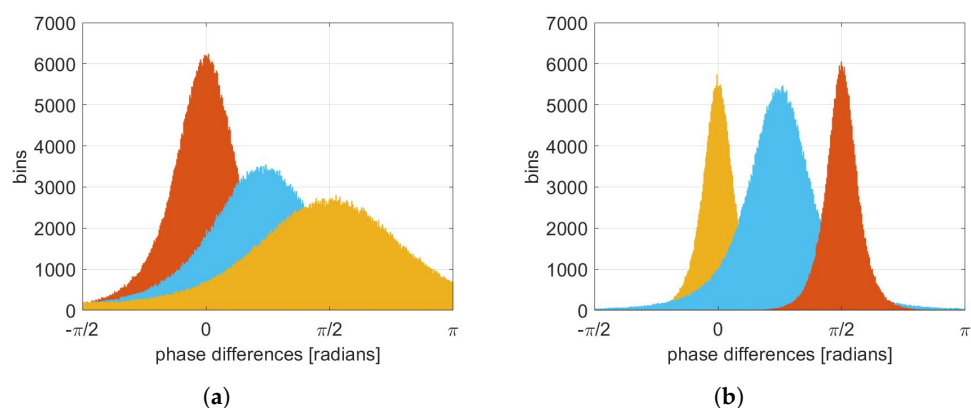 7000
6000
5000
4000
3000
2000
1000
0
bins
-π/2
0
π/2
π
phase differences [radians]
(a)
7000
6000
5000
4000
3000
2000
1000
0
bins
-π/2
0
π/2
π
phase differences [radians]
(b)